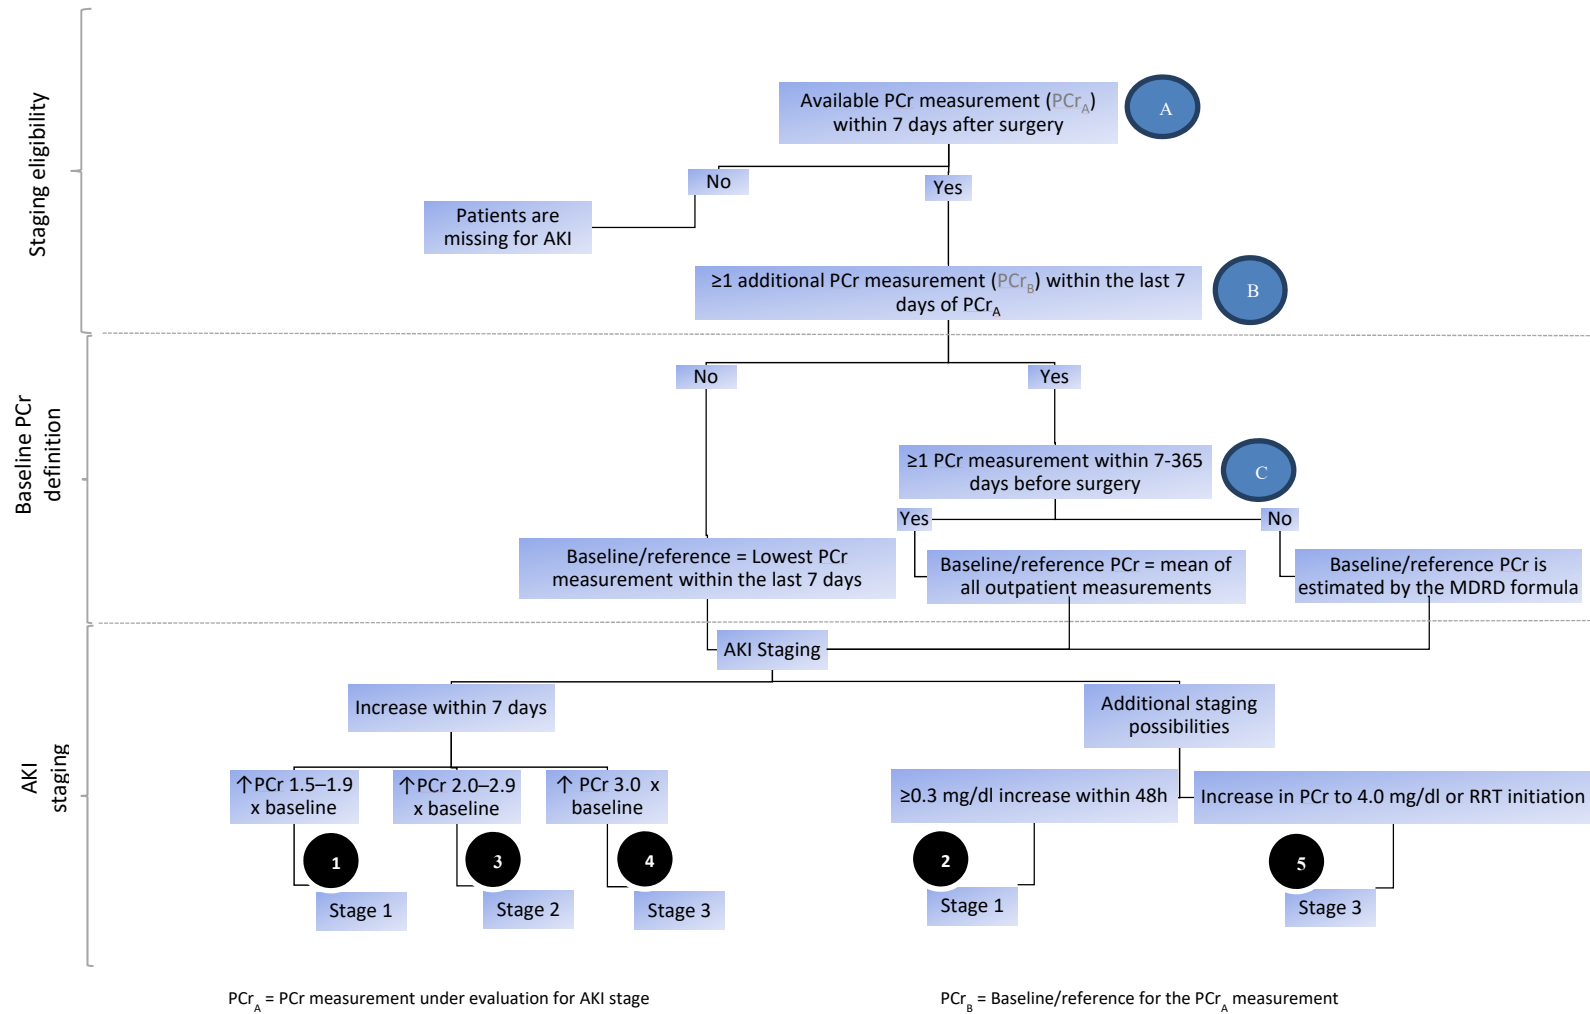 Staging eligibility
Available PCr measurement (PCrA)
within 7 days after surgery
A
No
Yes
Patients are
missing for AKI
≥1 additional PCr measurement (PCrB) within the last 7
days of PCrA
B
Baseline PCr
definition
No
Yes
≥1 PCr measurement within 7-365
days before surgery
C
Yes
No
Baseline/reference = Lowest PCr
measurement within the last 7 days
Baseline/reference PCr = mean of
all outpatient measurements
Baseline/reference PCr is
estimated by the MDRD formula
AKI
staging
AKI Staging
Increase within 7 days
Additional staging
possibilities
↑PCr 1.5–1.9
x baseline
↑PCr 2.0–2.9
x baseline
↑ PCr 3.0 x
baseline
≥0.3 mg/dl increase within 48h
Increase in PCr to 4.0 mg/dl or RRT initiation
1
3
4
2
5
Stage 1
Stage 2
Stage 3
Stage 1
Stage 3
PCrA = PCr measurement under evaluation for AKI stage
PCrB = Baseline/reference for the PCrA measurement